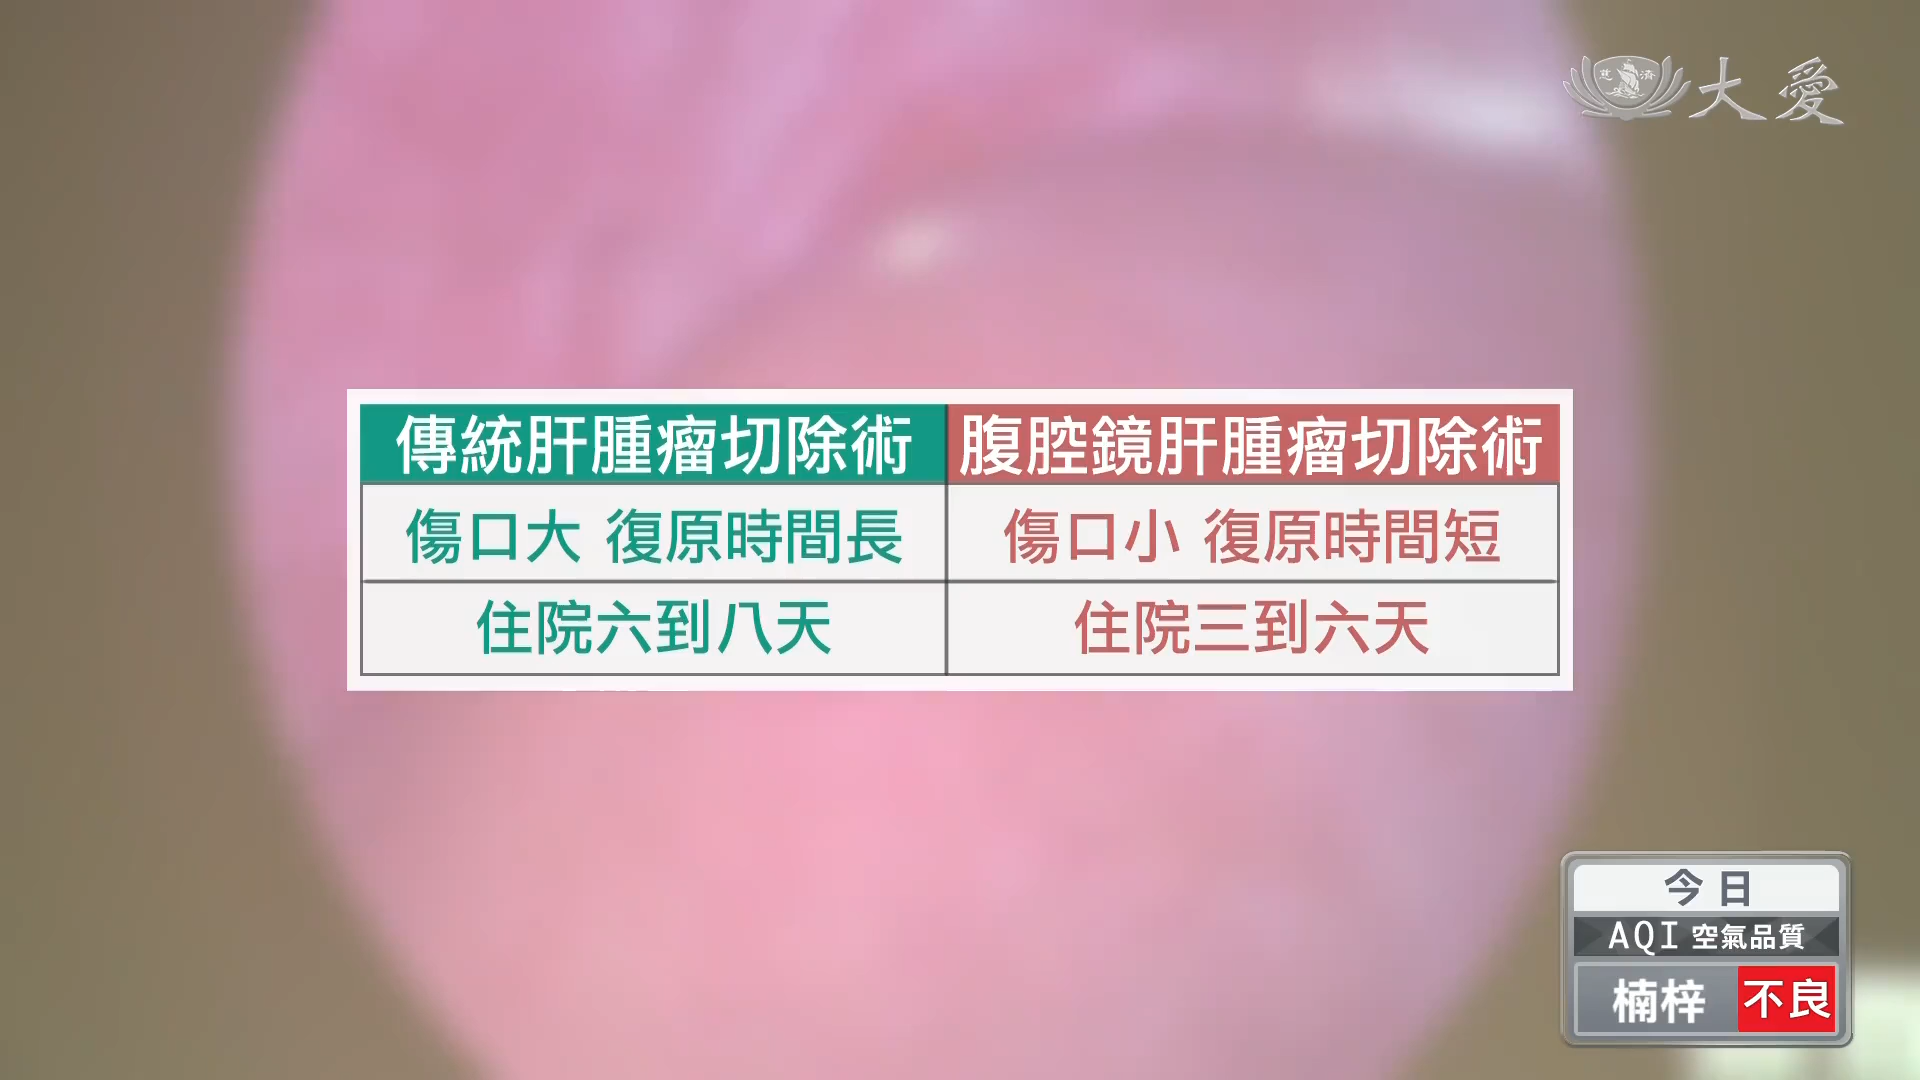 慈濟 大愛
傳統肝腫瘤切除術 腹腔鏡肝腫瘤切除術
傷口大 復原時間長 傷口小 復原時間短
住院六到八天 住院三到六天
今日
AQI 空氣品質
楠梓 不良